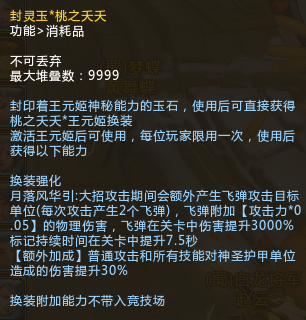 封灵玉*桃之夭夭
功能>消耗品
不可丢弃
最大堆叠数：9999
封印着王元姬神秘能力的玉石，使用后可直接获得
桃之夭夭*王元姬换装
激活王元姬后可使用，每位玩家限用一次，使用后
获得以下能力
换装强化
月落风华引:大招攻击期间会额外产生飞弹攻击目标
单位(每次攻击产生2个飞弹)，飞弹附加【攻击力*0
.05】的物理伤害，飞弹在关卡中伤害提升3000%
标记持续时间在关卡中提升7.5秒
【额外加成】普通攻击和所有技能对神圣护甲单位
造成的伤害提升30%
换装附加能力不带入竞技场